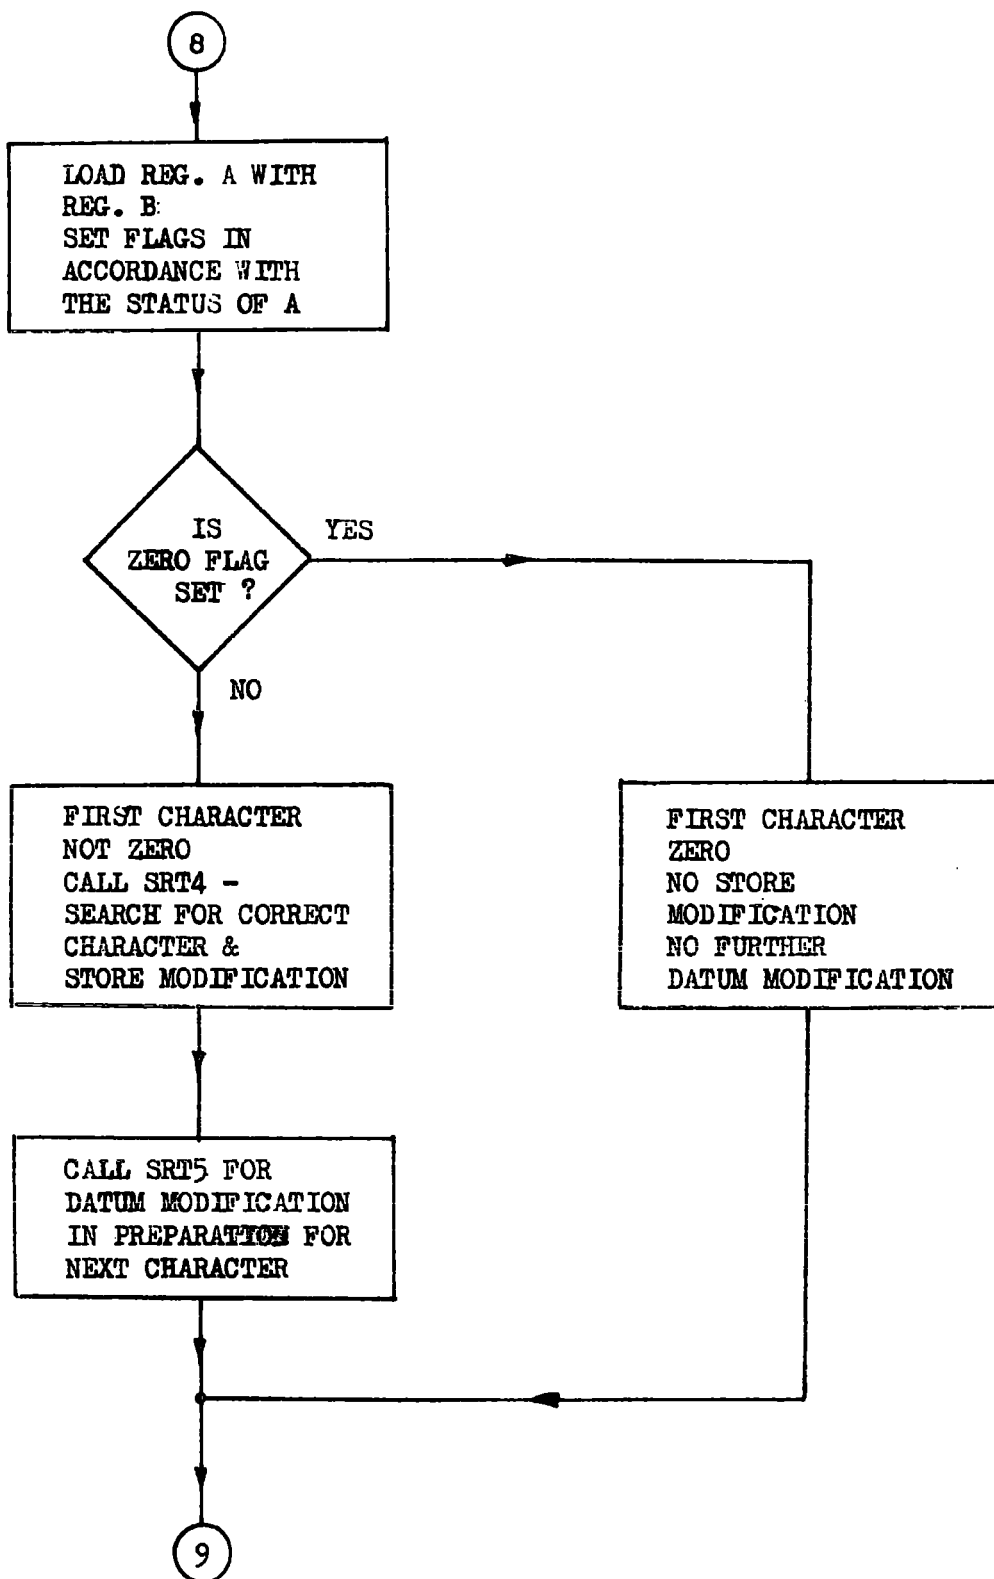 8
LOAD REG. A WITH
REG. B:
SET FLAGS IN
ACCORDANCE WITH
THE STATUS OF A
IS
ZERO FLAG
SET ?
YES
NO
FIRST CHARACTER
NOT ZERO
CALL SRT4 -
SEARCH FOR CORRECT
CHARACTER &
STORE MODIFICATION
FIRST CHARACTER
ZERO
NO STORE
MODIFICATION
NO FURTHER
DATUM MODIFICATION
CALL SRT5 FOR
DATUM MODIFICATION
IN PREPARATION FOR
NEXT CHARACTER
9